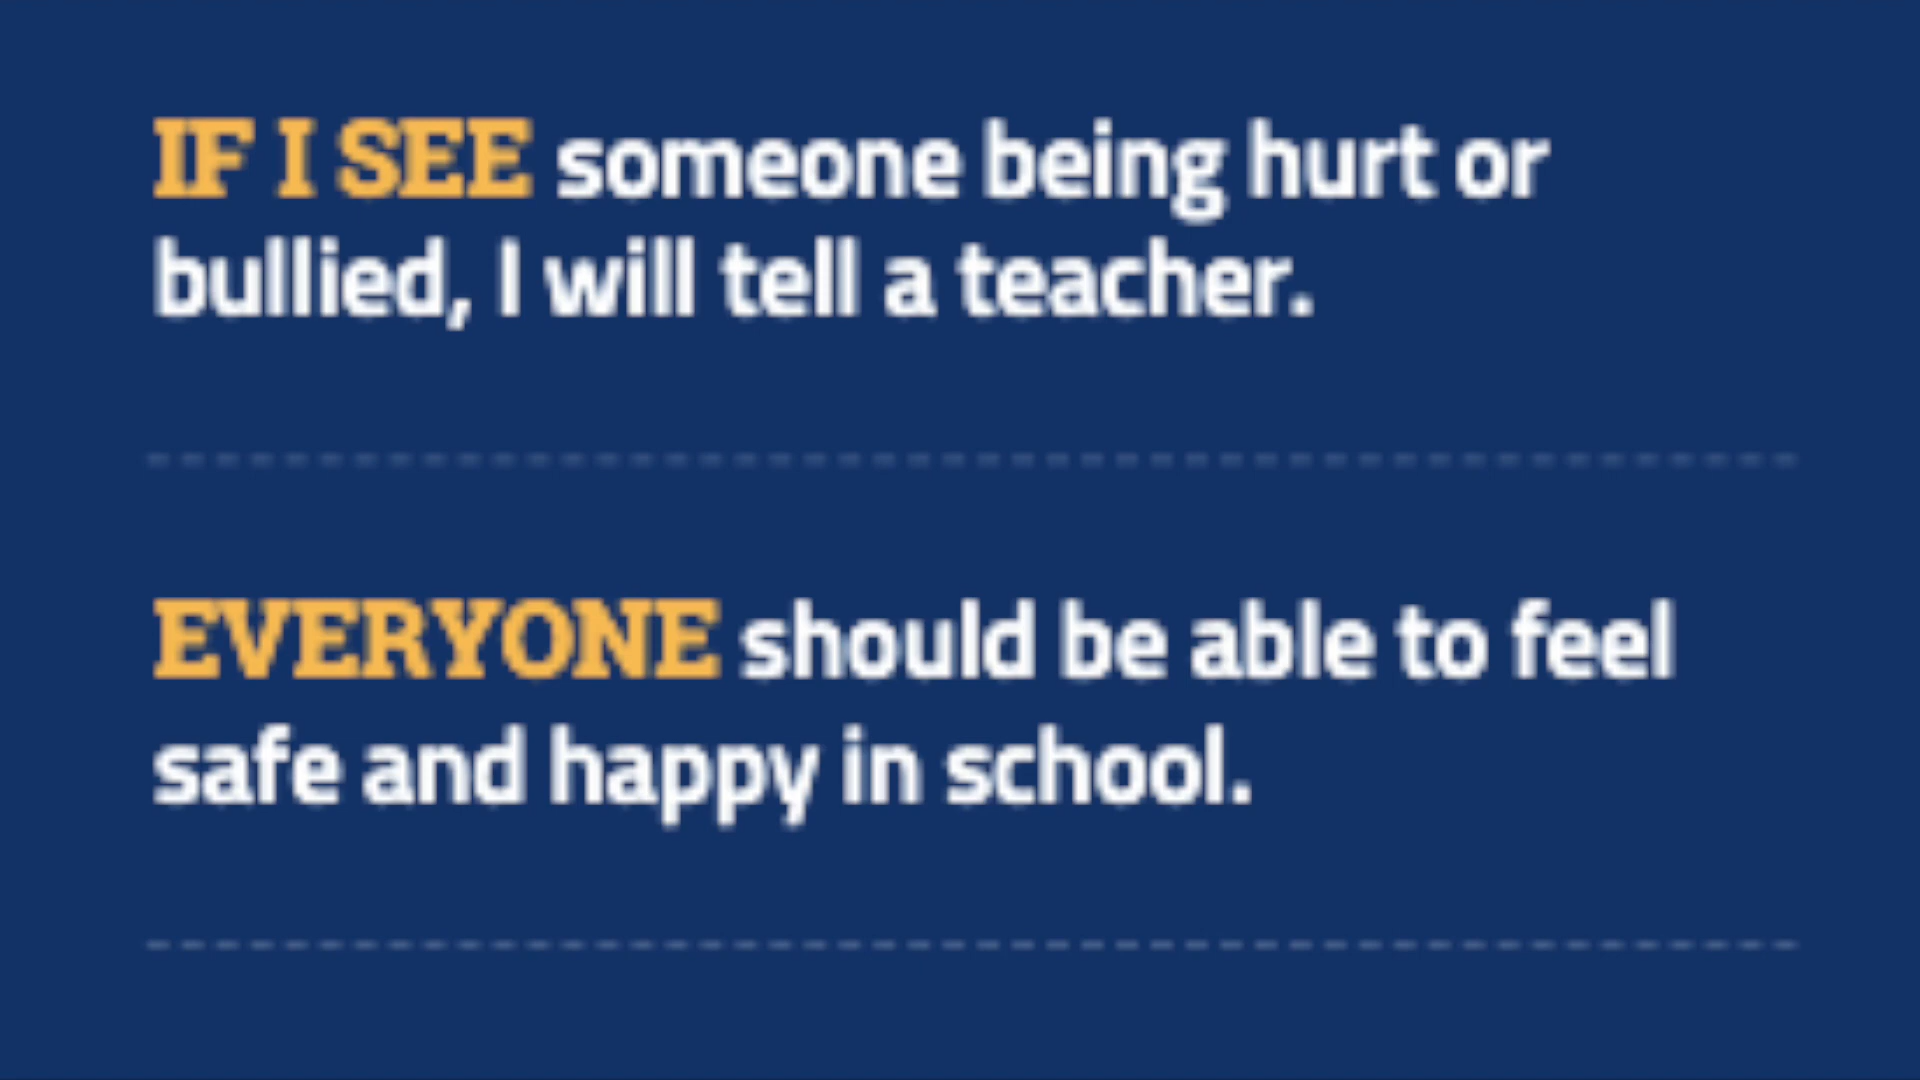 IF I SEE someone being hurt or
bullied, I will tell a teacher.
EVERYONE should be able to feel
safe and happy in school.